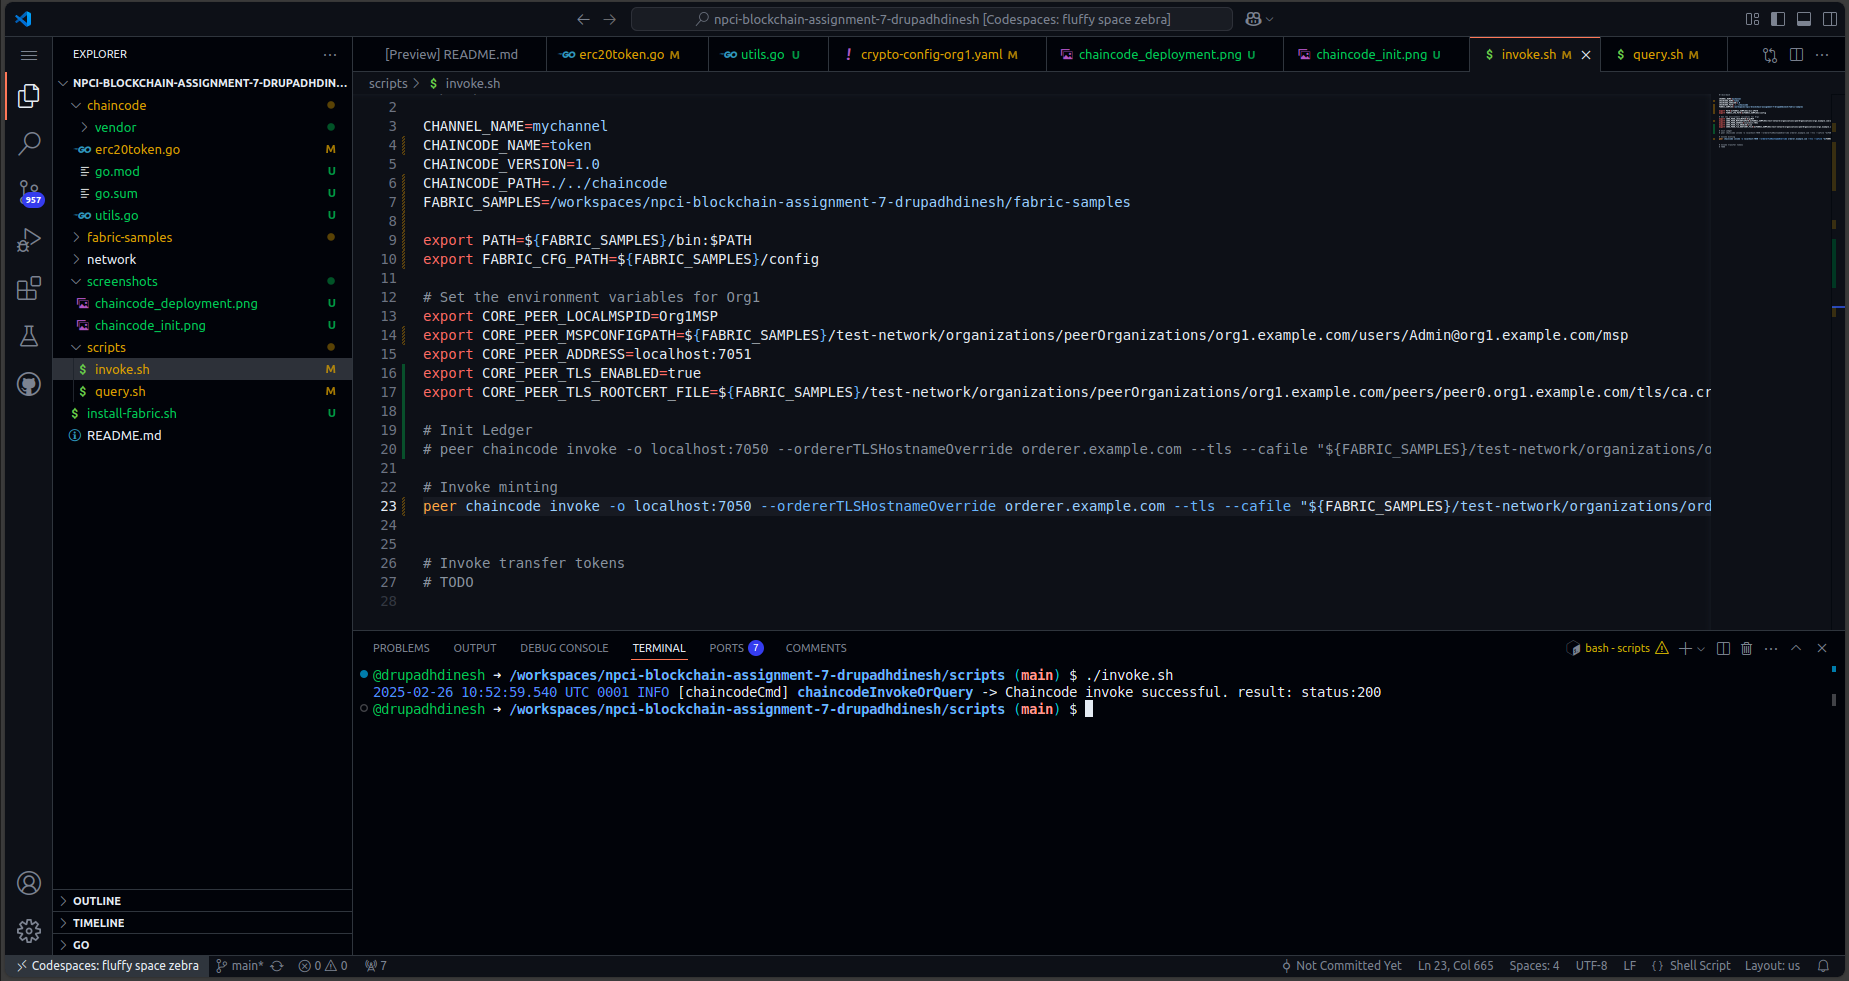 npci-blockchain-assignment-7-drupadhdinesh [Codespaces: fluffy space zebra]
EXPLORER
[Preview] README.md
erc20token.go M
utils.go U
! crypto-config-org1.yaml M
chaincode_deployment.png U
chaincode_init.png U
$ invoke.sh M
$ query.sh M
957
NPCI-BLOCKCHAIN-ASSIGNMENT-7-DRUPADHDIN...
chaincode
vendor
erc20token.go M
go.mod U
go.sum U
utils.go U
fabric-samples
network
screenshots
chaincode_deployment.png U
chaincode_init.png U
scripts
$ invoke.sh M
$ query.sh M
$ install-fabric.sh U
README.md
OUTLINE
TIMELINE
GO
scripts > $ invoke.sh
2
3 CHANNEL_NAME=mychannel
4 CHAINCODE_NAME=token
5 CHAINCODE_VERSION=1.0
6 CHAINCODE_PATH=./../chaincode
7 FABRIC_SAMPLES=/workspaces/npci-blockchain-assignment-7-drupadhdinesh/fabric-samples
8
9 export PATH=${FABRIC_SAMPLES}/bin:$PATH
10 export FABRIC_CFG_PATH=${FABRIC_SAMPLES}/config
11
12 # Set the environment variables for Org1
13 export CORE_PEER_LOCALMSPID=Org1MSP
14 export CORE_PEER_MSPCONFIGPATH=${FABRIC_SAMPLES}/test-network/organizations/peerOrganizations/org1.example.com/users/Admin@org1.example.com/msp
15 export CORE_PEER_ADDRESS=localhost:7051
16 export CORE_PEER_TLS_ENABLED=true
17 export CORE_PEER_TLS_ROOTCERT_FILE=${FABRIC_SAMPLES}/test-network/organizations/peerOrganizations/org1.example.com/peers/peer0.org1.example.com/tls/ca.cr
18
19 # Init Ledger
20 # peer chaincode invoke -o localhost:7050 --ordererTLSHostnameOverride orderer.example.com --tls --cafile "${FABRIC_SAMPLES}/test-network/organizations/o
21
22 # Invoke minting
23 peer chaincode invoke -o localhost:7050 --ordererTLSHostnameOverride orderer.example.com --tls --cafile "${FABRIC_SAMPLES}/test-network/organizations/ord
24
25
26 # Invoke transfer tokens
27 # TODO
28
PROBLEMS OUTPUT DEBUG CONSOLE TERMINAL PORTS 7 COMMENTS
bash - scripts
@drupadhdinesh ➜ /workspaces/npci-blockchain-assignment-7-drupadhdinesh/scripts (main) $ ./invoke.sh
2025-02-26 10:52:59.540 UTC 0001 INFO [chaincodeCmd] chaincodeInvokeOrQuery -> Chaincode invoke successful. result: status:200
@drupadhdinesh ➜ /workspaces/npci-blockchain-assignment-7-drupadhdinesh/scripts (main) $
Codespaces: fluffy space zebra main* 0 0 7 Not Committed Yet Ln 23, Col 665 Spaces: 4 UTF-8 LF {} Shell Script Layout: us